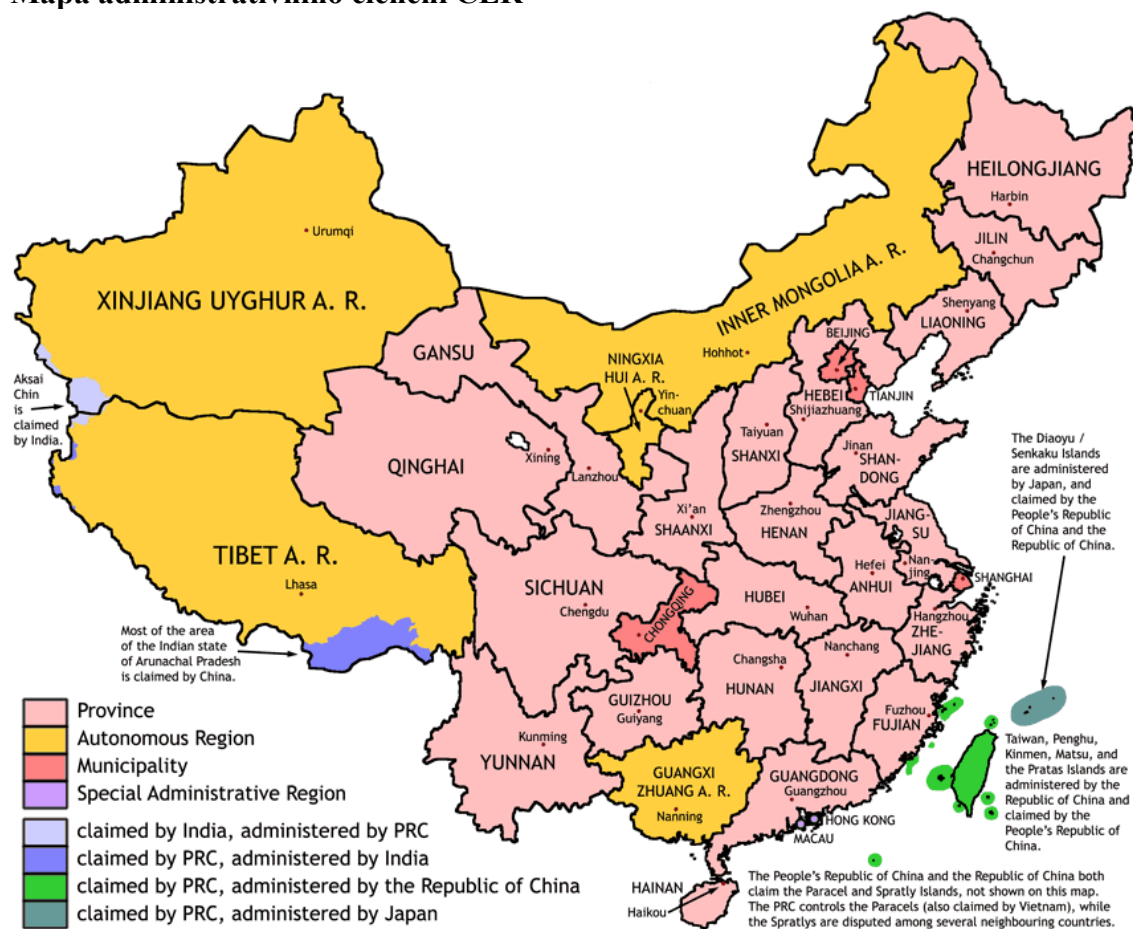 Mapa administrativního členění ČLR
HEILONGJIANG
Harbin
JILIN
Changchun
Shenyang
LIAONING
Urumqi
XINJIANG UYGHUR A. R.
INNER MONGOLIA A. R.
Hohhot
BEIJING
TIANJIN
HEBEI
Shijiazhuang
GANSU
NINGXIA
HUI A. R.
Yin-
chuan
Aksai
Chin
is
claimed
by India.
Taiyuan
SHANXI
Jinan
SHAN-
DONG
QINGHAI
Xining
Lanzhou
The Diaoyu /
Senkaku Islands
are administered
by Japan, and
claimed by the
People's Republic
of China and the
Republic of China.
Xi'an
SHAANXI
Zhengzhou
HENAN
JIANG-
SU
Nan-
jing
Hefei
ANHUI
SHANGHAI
TIBET A. R.
Lhasa
SICHUAN
Chengdu
CHONGQING
HUBEI
Wuhan
Hangzhou
ZHE-
JIANG
Most of the area
of the Indian state
of Arunachal Pradesh
is claimed by China.
Changsha
HUNAN
Nanchang
JIANGXI
GUIZHOU
Guiyang
Fuzhou
FUJIAN
Kunming
YUNNAN
Taiwan, Penghu,
Kinmen, Matsu, and
the Pratas Islands are
administered by the
Republic of China and
claimed by the
People's Republic of
China.
GUANGXI
ZHUANG A. R.
Nanning
GUANGDONG
Guangzhou
HONG KONG
MACAU
HAINAN
Haikou
Province
Autonomous Region
Municipality
Special Administrative Region
claimed by India, administered by PRC
claimed by PRC, administered by India
claimed by PRC, administered by the Republic of China
claimed by PRC, administered by Japan
The People's Republic of China and the Republic of China both
claim the Paracel and Spratly Islands, not shown on this map.
The PRC controls the Paracels (also claimed by Vietnam), while
the Spratlys are disputed among several neighbouring countries.